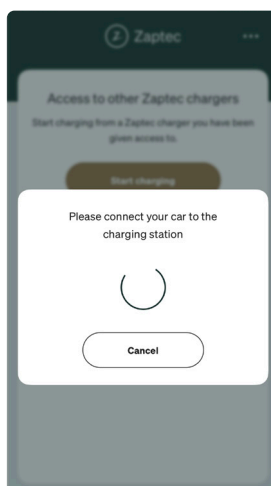 Z Zaptec
Access to other Zaptec chargers
Start charging from a Zaptec charger you have been
given access to.
Start charging
Please connect your car to the
charging station
Cancel